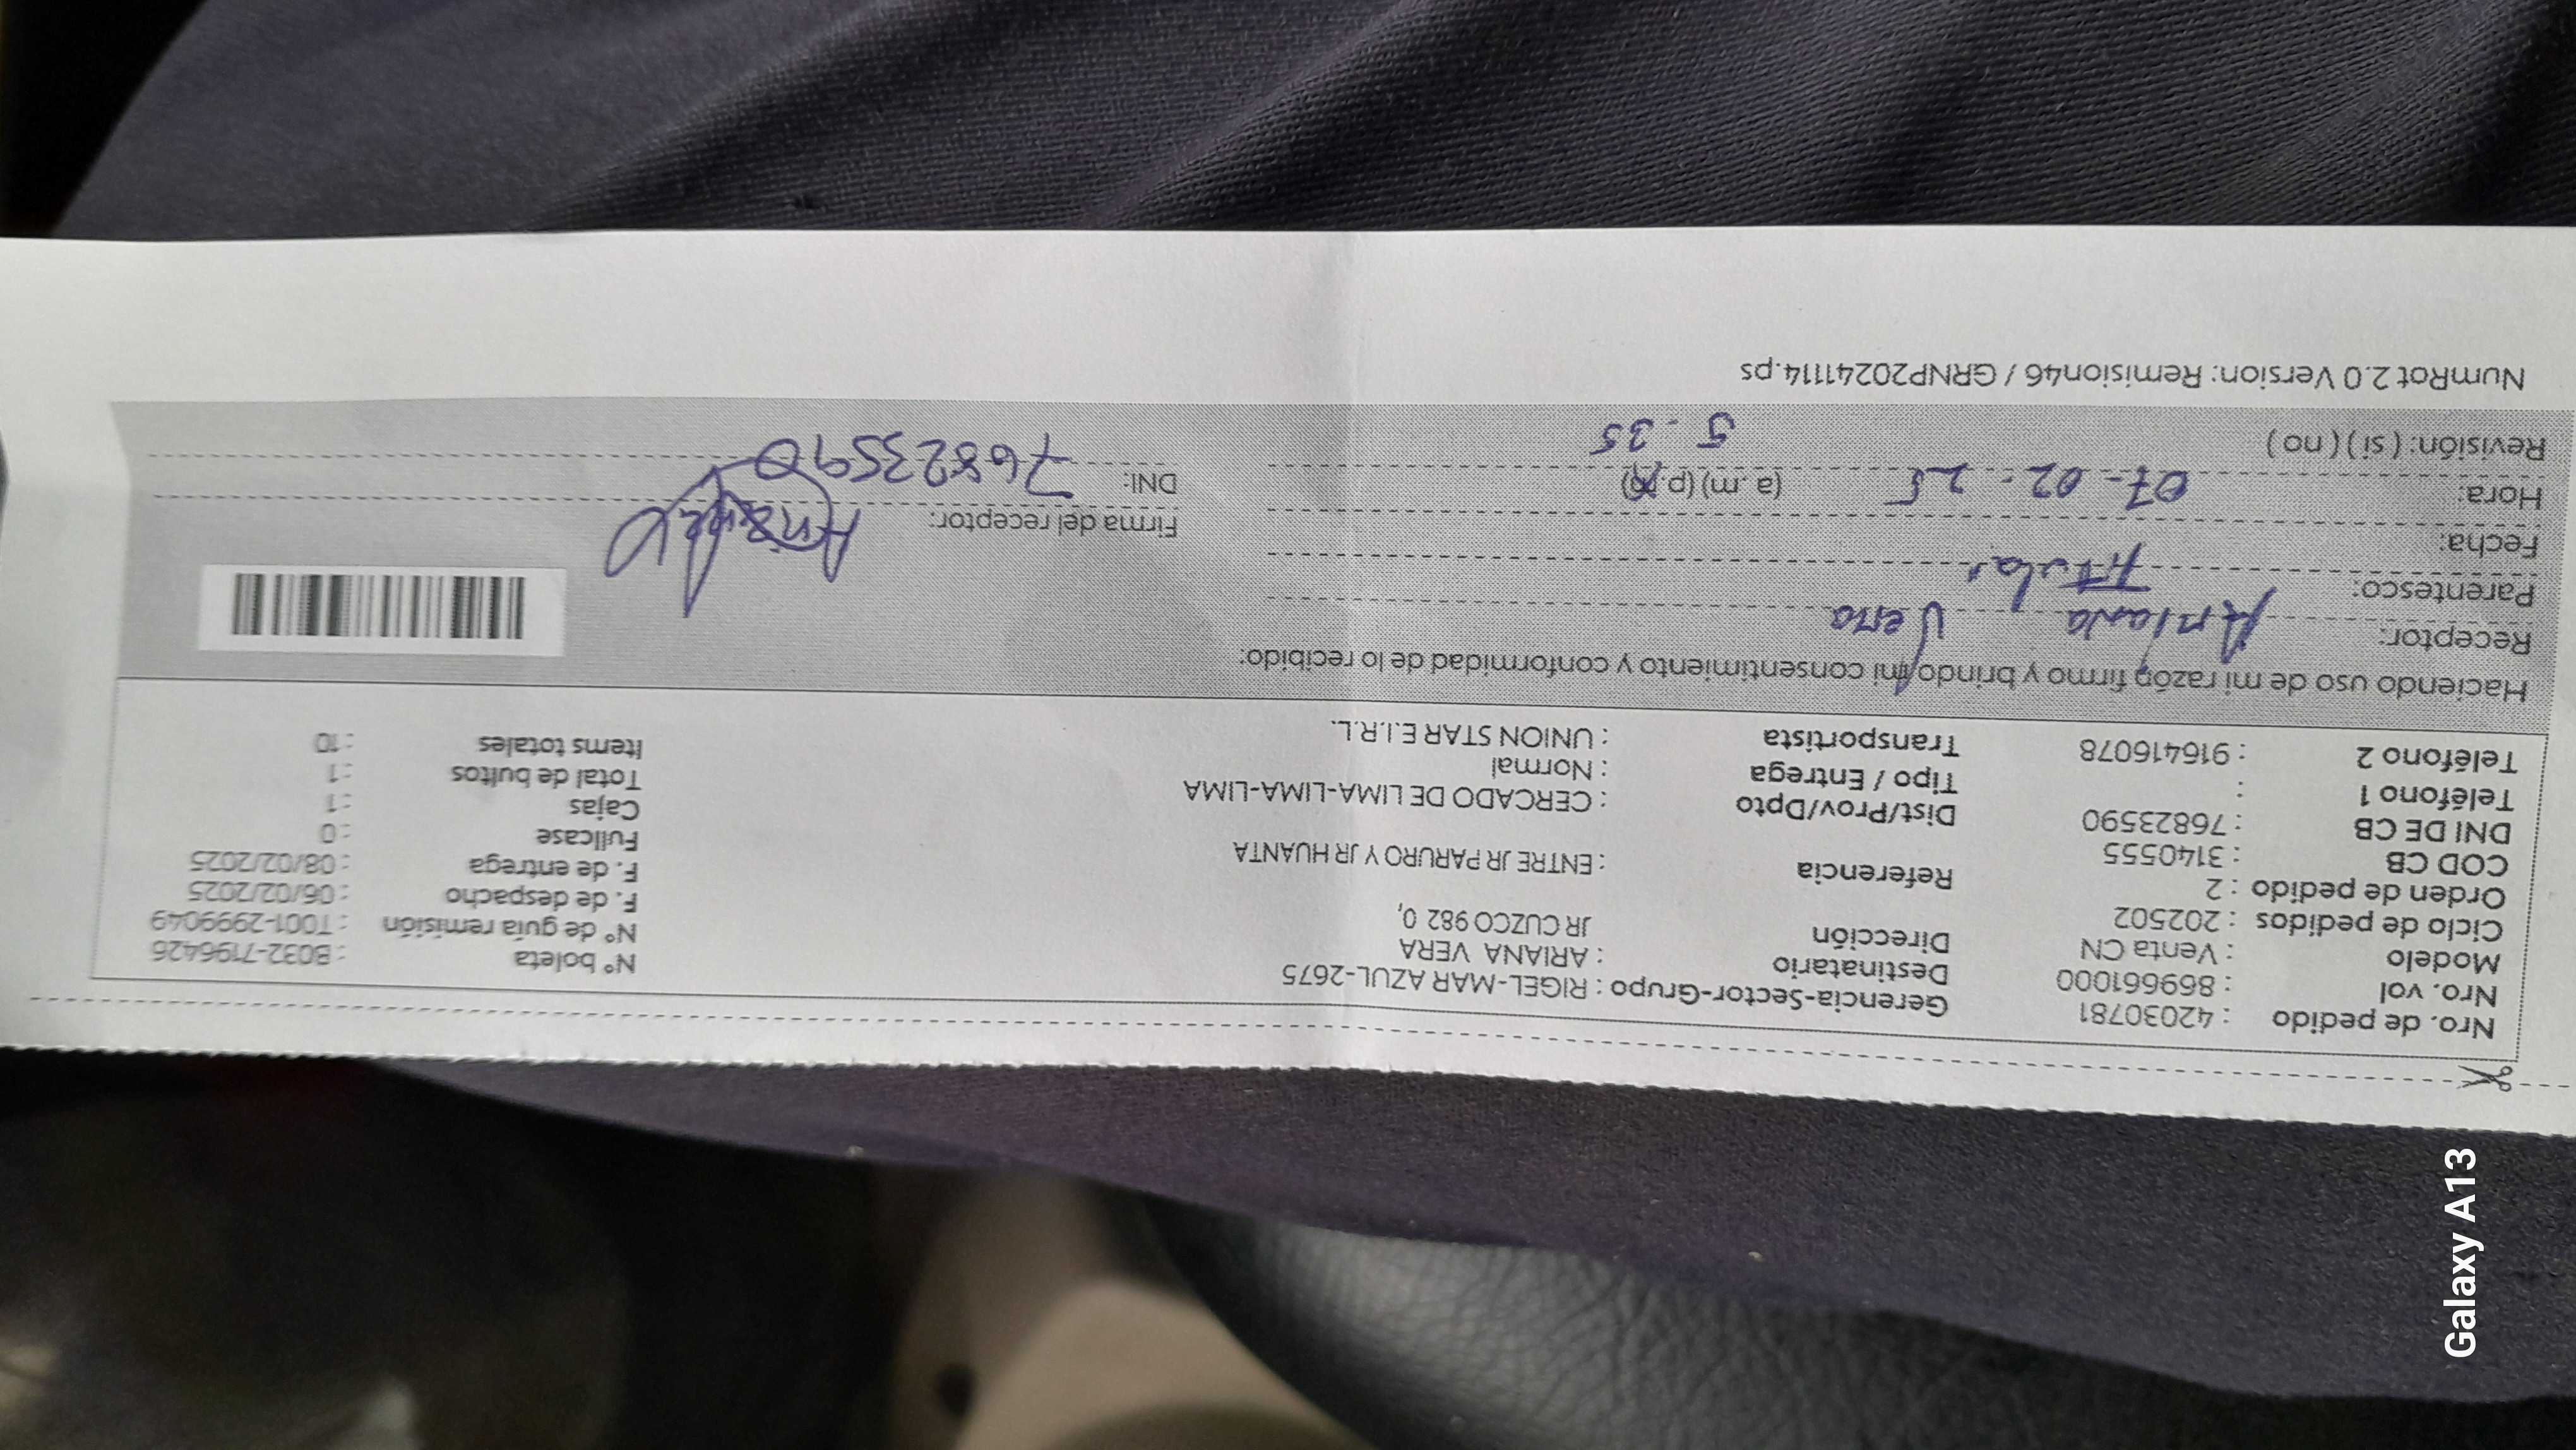 Nro. de pedido : 42030781
Nro. vol : 869661000
Modelo : Venta CN
Ciclo de pedidos : 202502
Orden de pedido : 2
COD CB : 3140555
DNI DE CB : 76823590
Teléfono 1 :
Teléfono 2 : 916416078
Gerencia-Sector-Grupo : RIGEL-MAR AZUL-2675
Destinatario : ARIANA VERA
Dirección JR CUZCO 982 0,
Referencia : ENTRE JR PARURO Y JR HUANTA
Dist/Prov/Dpto : CERCADO DE LIMA-LIMA-LIMA
Tipo / Entrega : Normal
Transportista : UNION STAR E.I.R.L.
N° boleta : B032-7196426
N° de guía remisión : T001-2999049
F. de despacho : 06/02/2025
F. de entrega : 08/02/2025
Fullcase : 0
Cajas : 1
Total de bultos : 1
Items totales : 10
Haciendo uso de mi razón firmo y brindo mi consentimiento y conformidad de lo recibido:
Receptor: Ariana Vera
Parentesco: Titular
Fecha:
Hora: 07-02-25 (a.m) (p.m)
Revisión: ( si ) ( no ) 5.35
Firma del receptor:
DNI: 76823590
NumRot 2.0 Version: Remision46 / GRNP20241114.ps
Galaxy A13